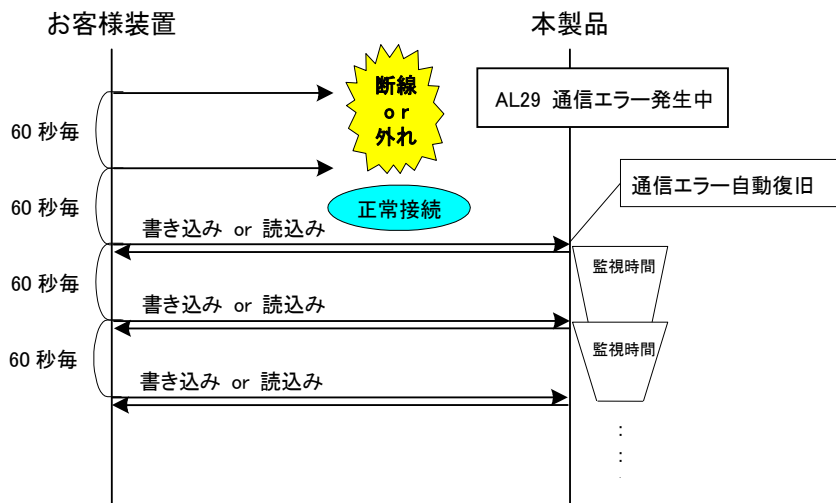 お客様装置
本製品
断線
or
外れ
AL29 通信エラー発生中
60 秒毎
60 秒毎
正常接続
通信エラー自動復旧
書き込み or 読込み
監視時間
60 秒毎
書き込み or 読込み
監視時間
60 秒毎
書き込み or 読込み